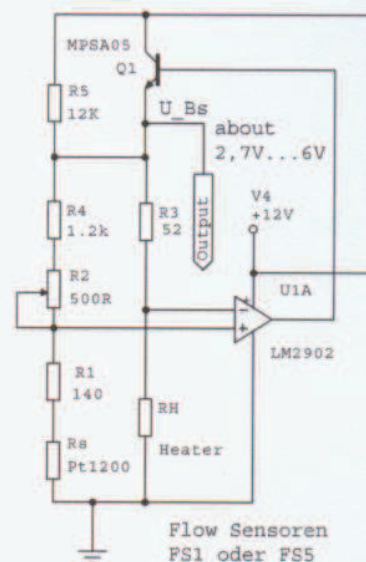 MPSA05
Q1
R5
12K
U_Bs
about
2,7V...6V
Output
R4
1.2k
R3
52
V4
+12V
R2
500R
U1A
LM2902
R1
140
RH
Heater
Rs
Pt1200
Flow Sensoren
FS1 oder FS5